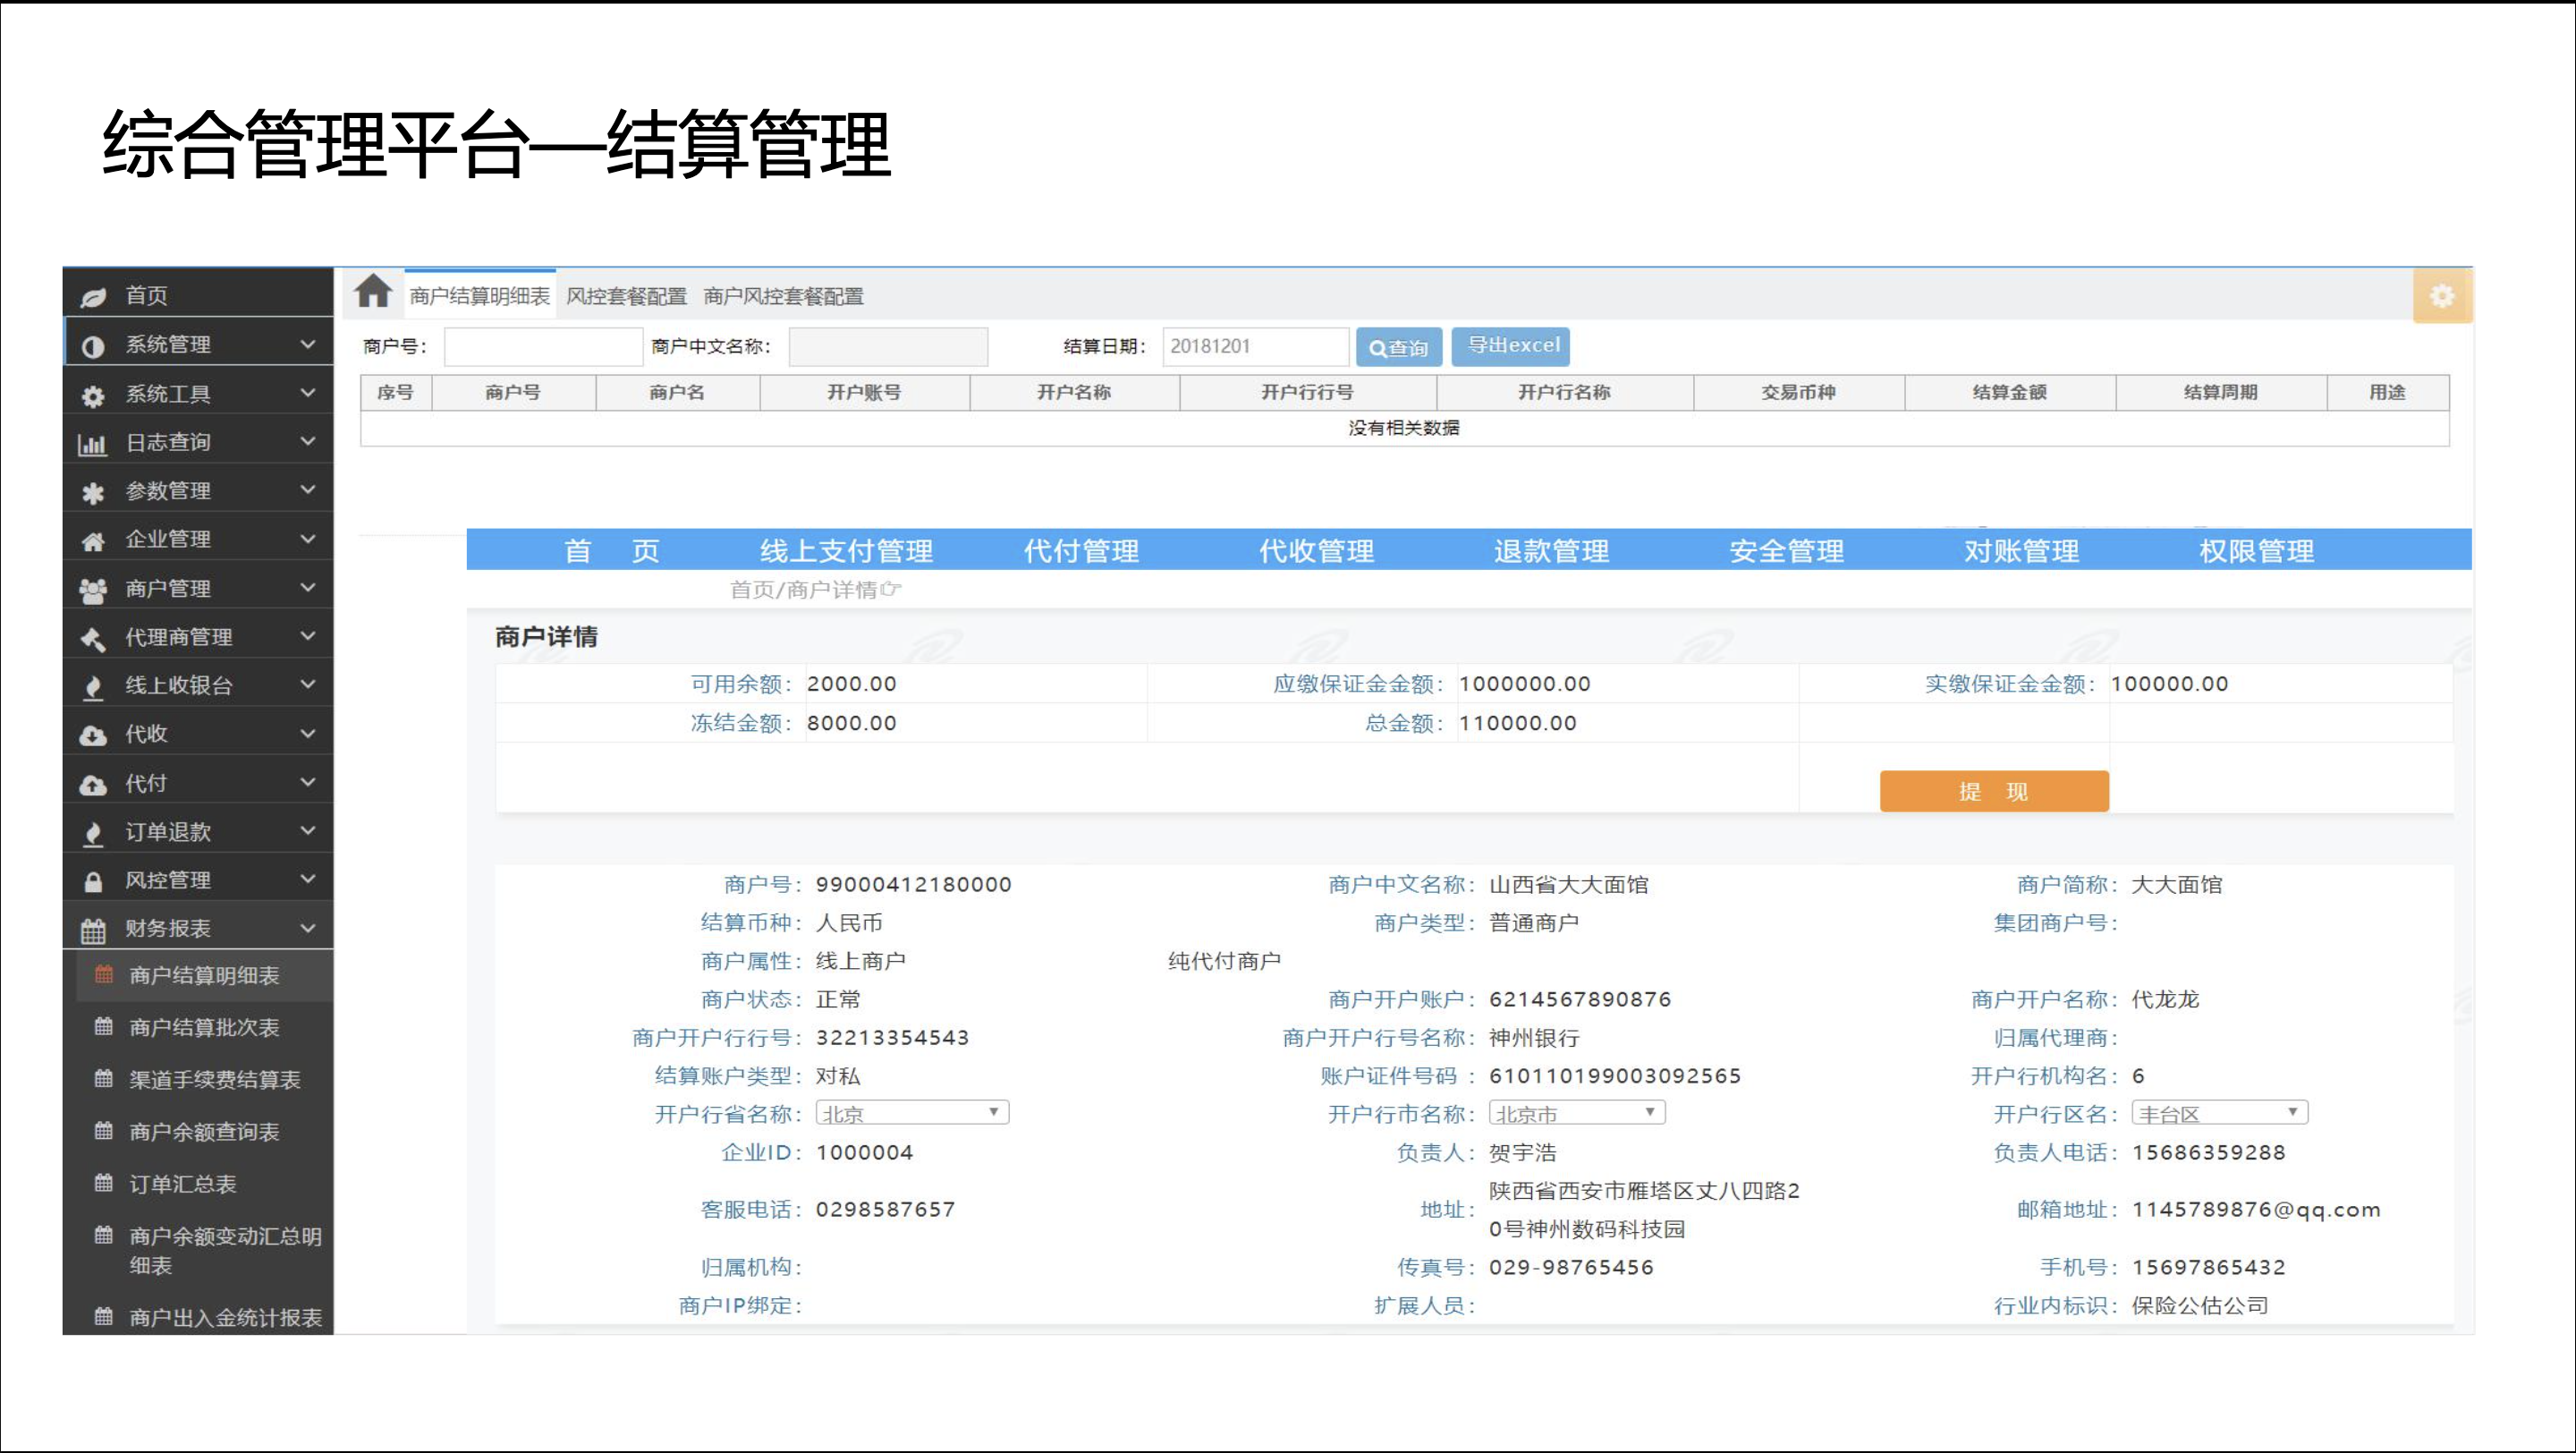 综合管理平台—结算管理
首页
系统管理
系统工具
日志查询
参数管理
企业管理
商户管理
代理商管理
线上收银台
代收
代付
订单退款
风控管理
财务报表
商户结算明细表
商户结算批次表
渠道手续费结算表
商户余额查询表
订单汇总表
商户余额变动汇总明
细表
商户出入金统计报表
商户结算明细表 风控套餐配置 商户风控套餐配置
商户号： 商户中文名称： 结算日期： 20181201 查询 导出excel
序号 商户号 商户名 开户账号 开户名称 开户行行号 开户行名称 交易币种 结算金额 结算周期 用途
没有相关数据
首 页 线上支付管理 代付管理 代收管理 退款管理 安全管理 对账管理 权限管理
首页/商户详情
商户详情
可用余额： 2000.00 应缴保证金金额： 1000000.00 实缴保证金金额： 100000.00
冻结金额： 8000.00 总金额： 110000.00
提 现
商户号： 99000412180000 商户中文名称： 山西省大大面馆 商户简称： 大大面馆
结算币种： 人民币 商户类型： 普通商户 集团商户号：
商户属性： 线上商户 纯代付商户
商户状态： 正常 商户开户账户： 6214567890876 商户开户名称： 代龙龙
商户开户行行号： 32213354543 商户开户行号名称： 神州银行 归属代理商：
结算账户类型： 对私 账户证件号码 ： 610110199003092565 开户行机构名： 6
开户行省名称： 北京 开户行市名称： 北京市 开户行区名： 丰台区
企业ID： 1000004 负责人： 贺宇浩 负责人电话： 15686359288
客服电话： 0298587657 地址： 陕西省西安市雁塔区丈八四路2
0号神州数码科技园 邮箱地址： 1145789876@qq.com
归属机构： 传真号： 029-98765456 手机号： 15697865432
商户IP绑定： 扩展人员： 行业内标识： 保险公估公司